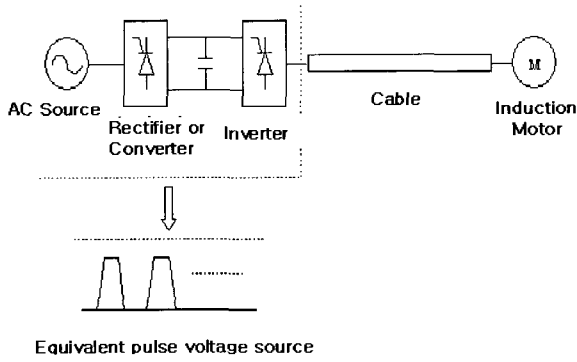 M
AC Source
Cable
Rectifier or
Converter
Inverter
Induction
Motor
Equivalent pulse voltage source